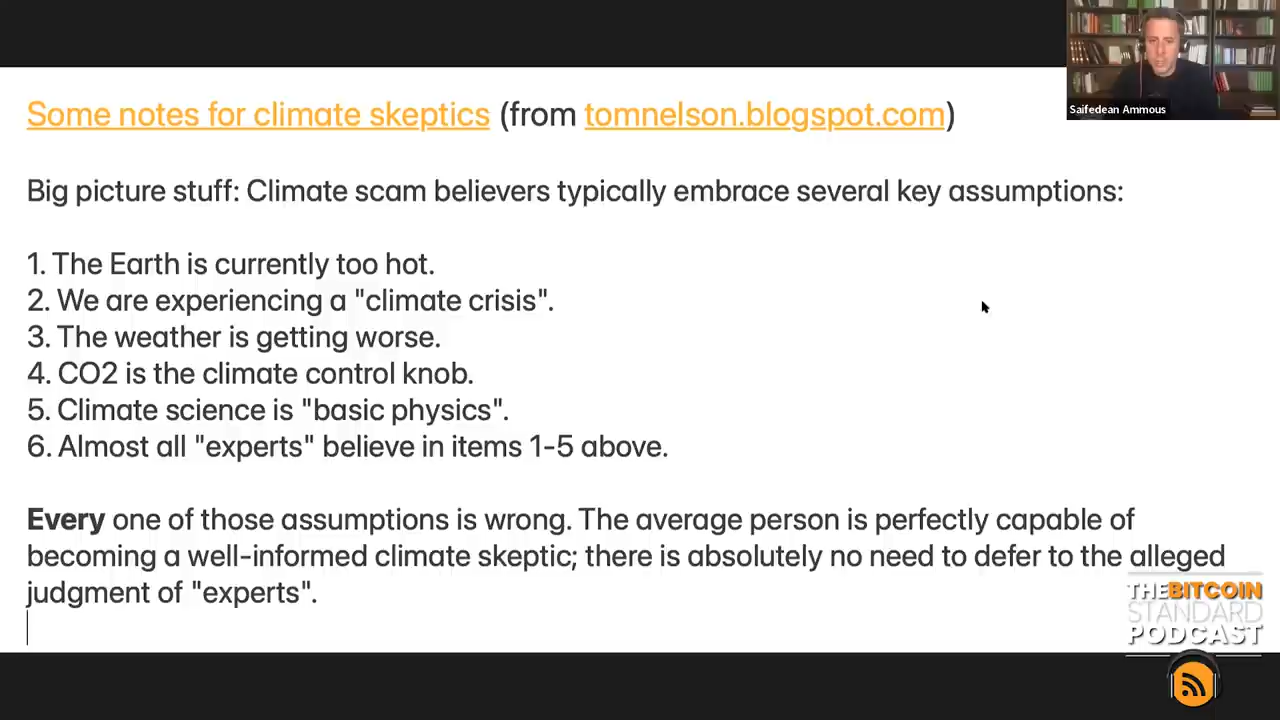 Saifedean Ammous
Some notes for climate skeptics (from tomnelson.blogspot.com)
Big picture stuff: Climate scam believers typically embrace several key assumptions:
1. The Earth is currently too hot.
2. We are experiencing a "climate crisis".
3. The weather is getting worse.
4. CO2 is the climate control knob.
5. Climate science is "basic physics".
6. Almost all "experts" believe in items 1-5 above.
Every one of those assumptions is wrong. The average person is perfectly capable of
becoming a well-informed climate skeptic; there is absolutely no need to defer to the alleged
judgment of "experts".
THEBITCOIN
STANDARD
PODCAST